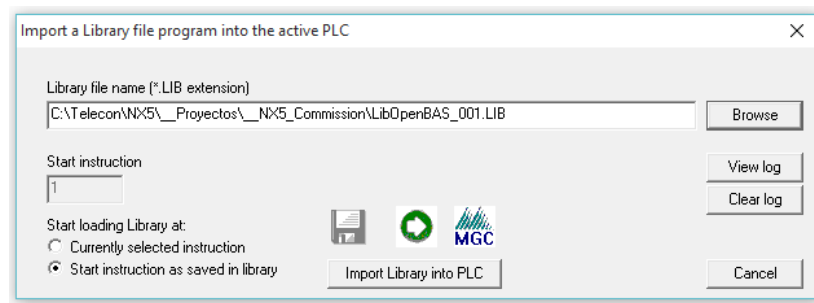 Import a Library file program into the active PLC
Library file name (*.LIB extension)
C:\Telecon\NX5\__Proyectos\__NX5_Commission\LibOpenBAS_001.LIB
Browse
Start instruction
1
View log
Clear log
Start loading Library at:
Currently selected instruction
Start instruction as saved in library
MGC
Import Library into PLC
Cancel